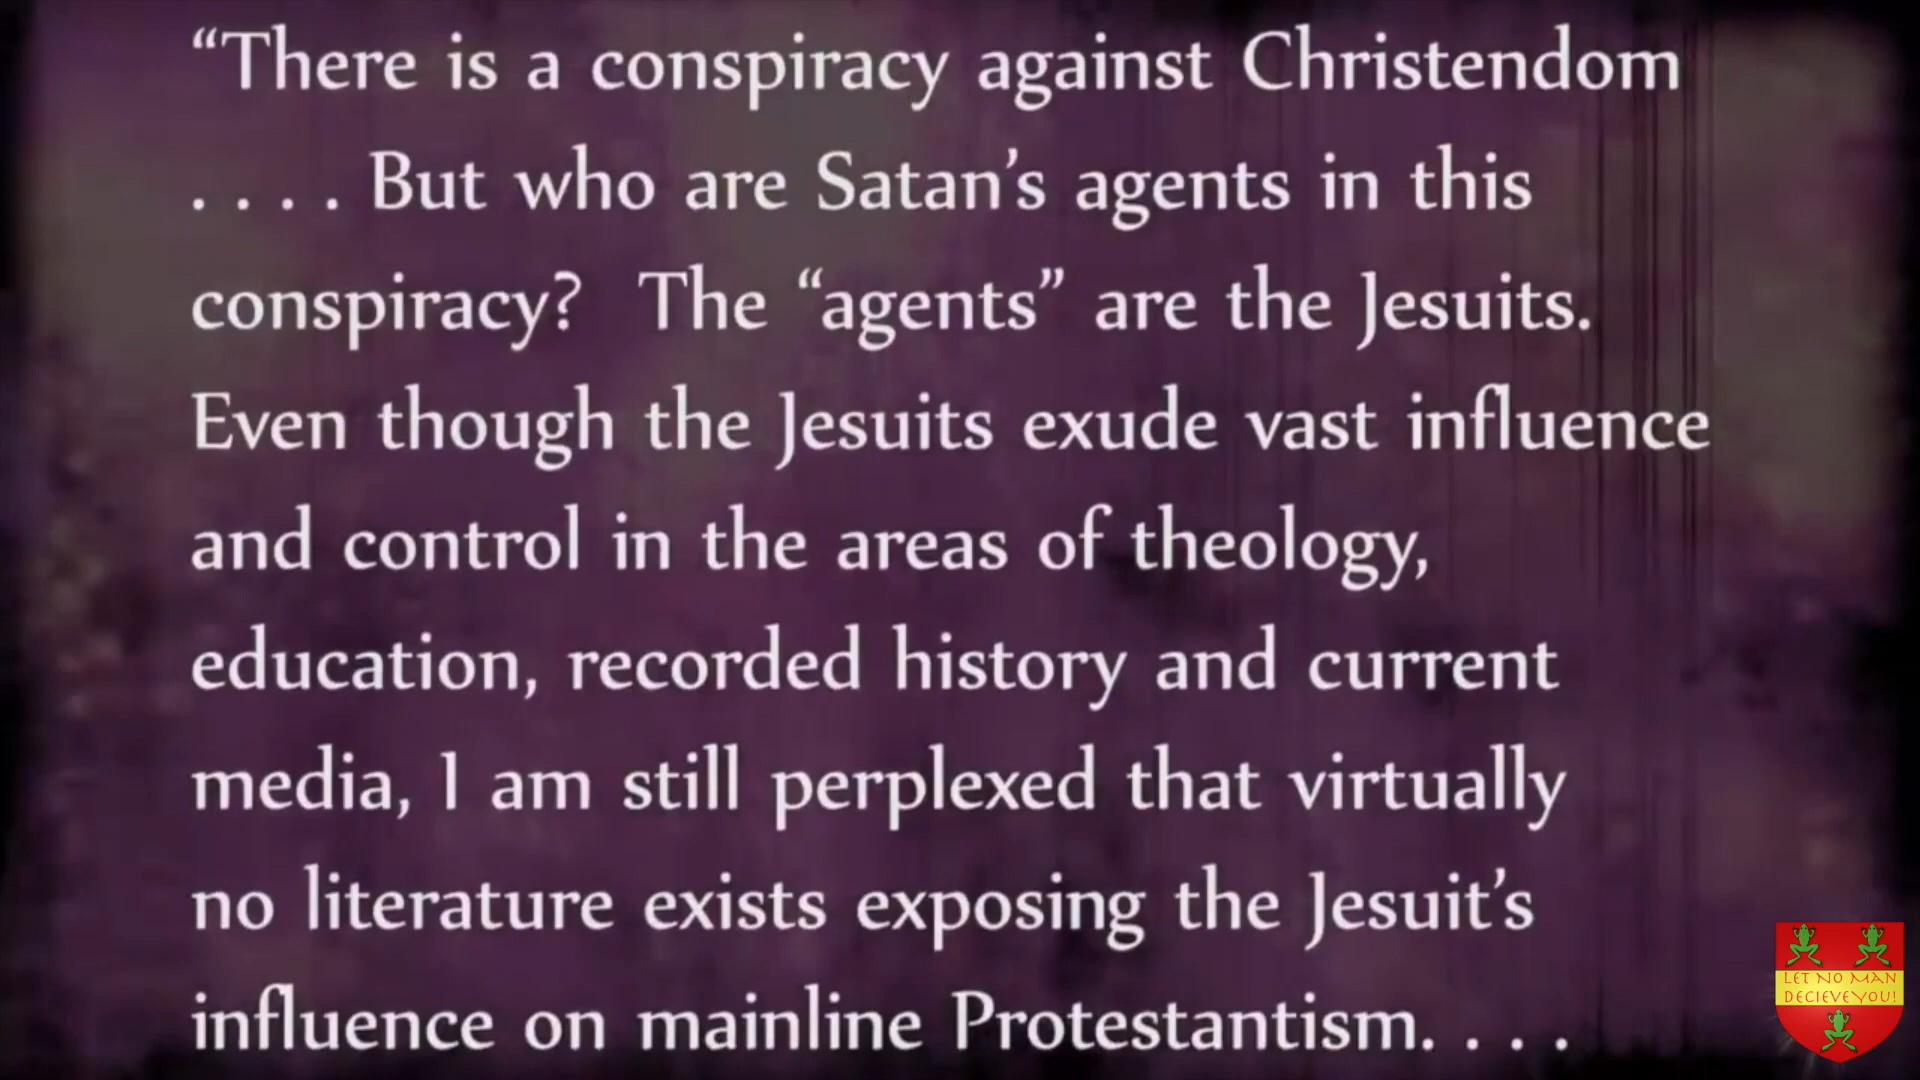 “There is a conspiracy against Christendom
. . . . But who are Satan’s agents in this
conspiracy? The “agents” are the Jesuits.
Even though the Jesuits exude vast influence
and control in the areas of theology,
education, recorded history and current
media, I am still perplexed that virtually
no literature exists exposing the Jesuit’s
influence on mainline Protestantism. . . .
LET NO MAN
DECIEVE YOU!